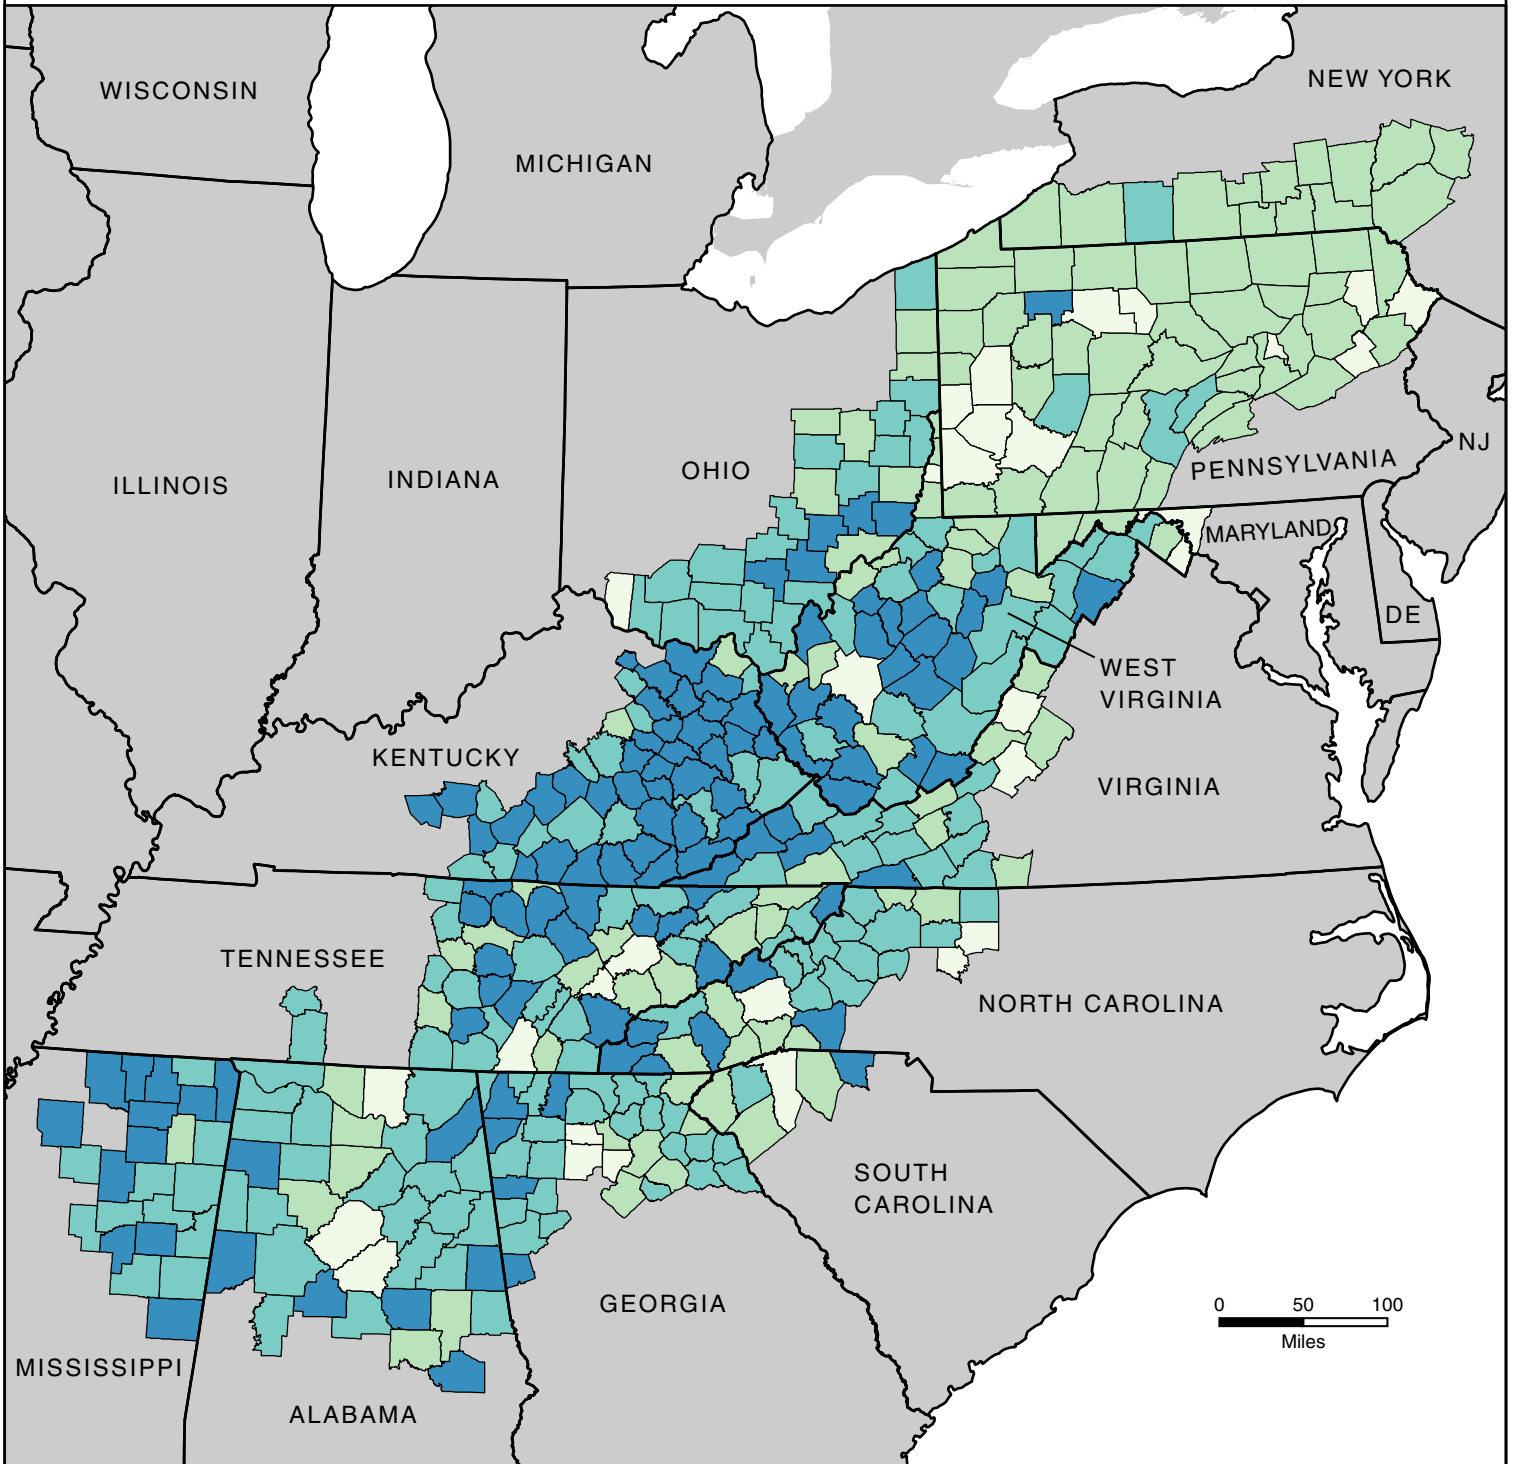 WISCONSIN
NEW YORK
MICHIGAN
ILLINOIS
INDIANA
OHIO
PENNSYLVANIA
NJ
MARYLAND
DE
WEST
VIRGINIA
KENTUCKY
VIRGINIA
TENNESSEE
NORTH CAROLINA
SOUTH
CAROLINA
GEORGIA
0 50 100
Miles
MISSISSIPPI
ALABAMA